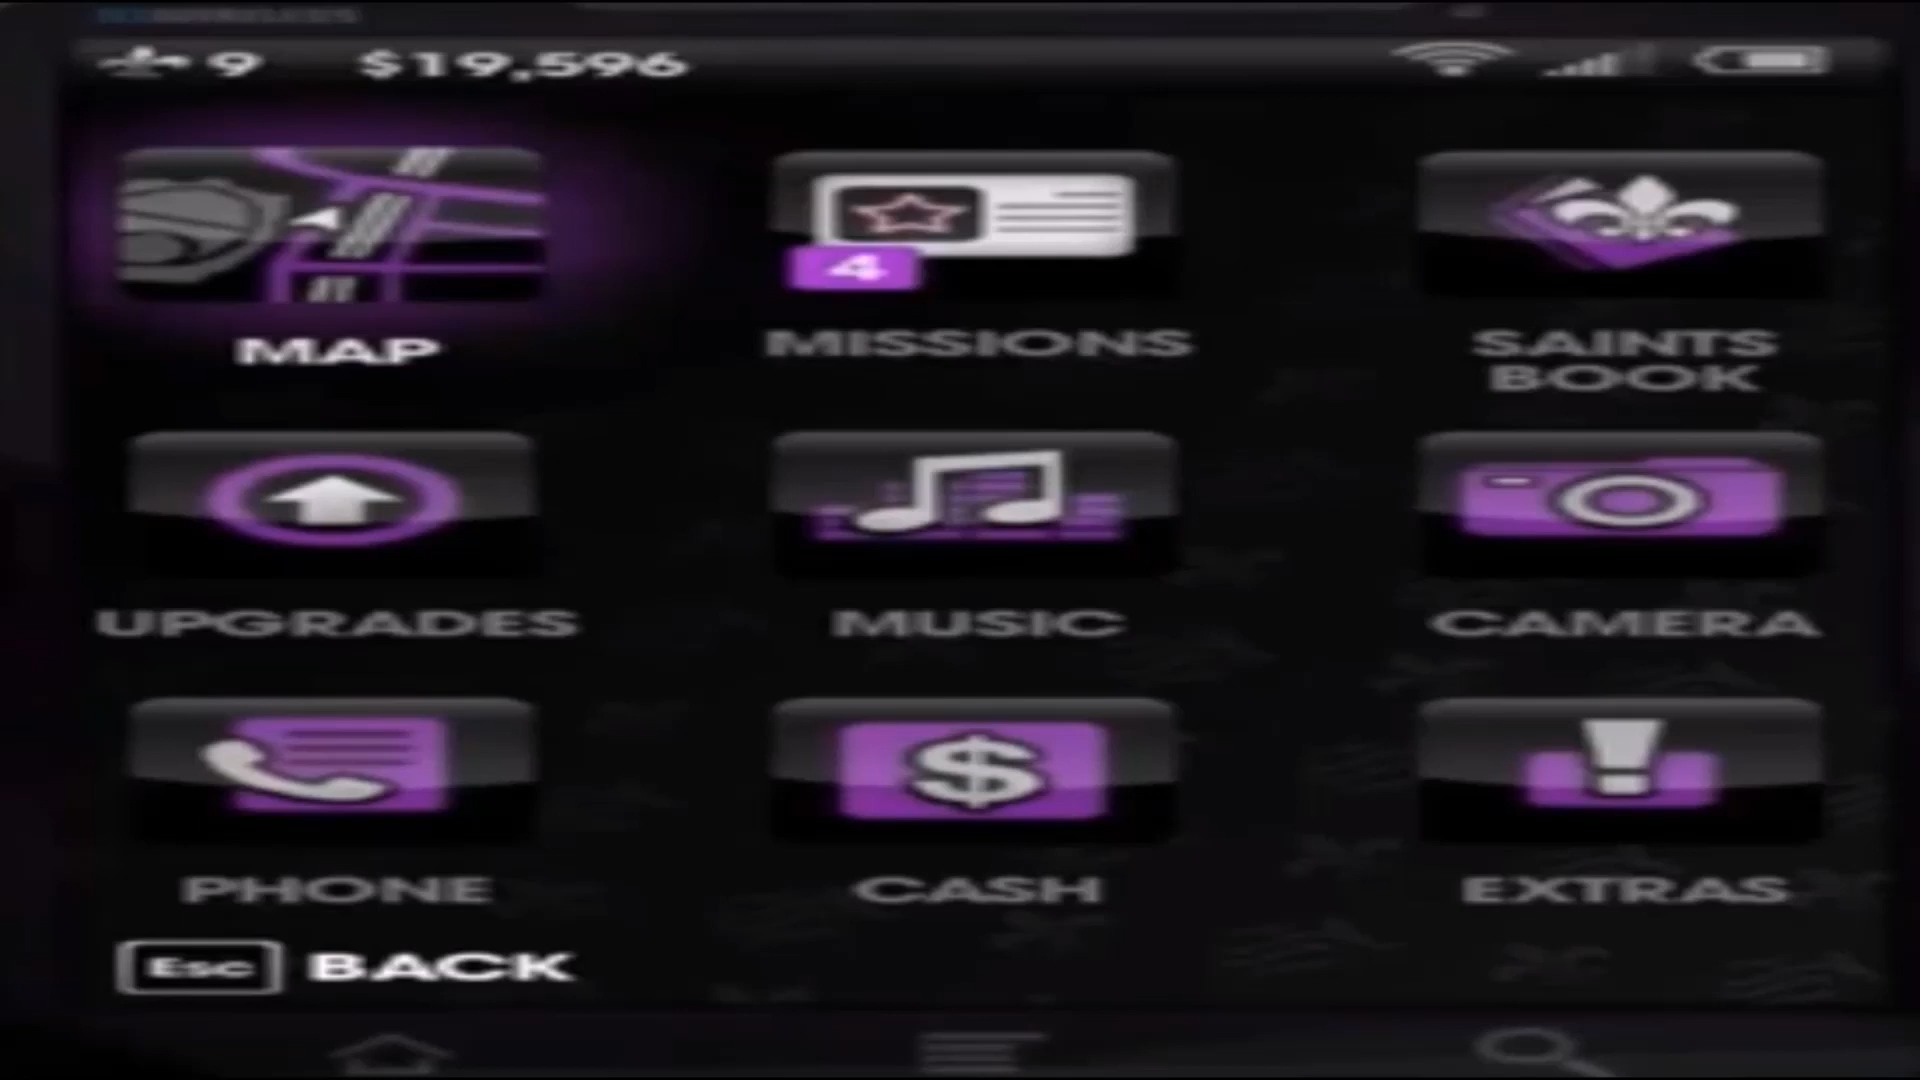 9 $19,596
4
MAP MISSIONS SAINTS
BOOK
UPGRADES MUSIC CAMERA
PHONE CASH EXTRAS
Esc BACK